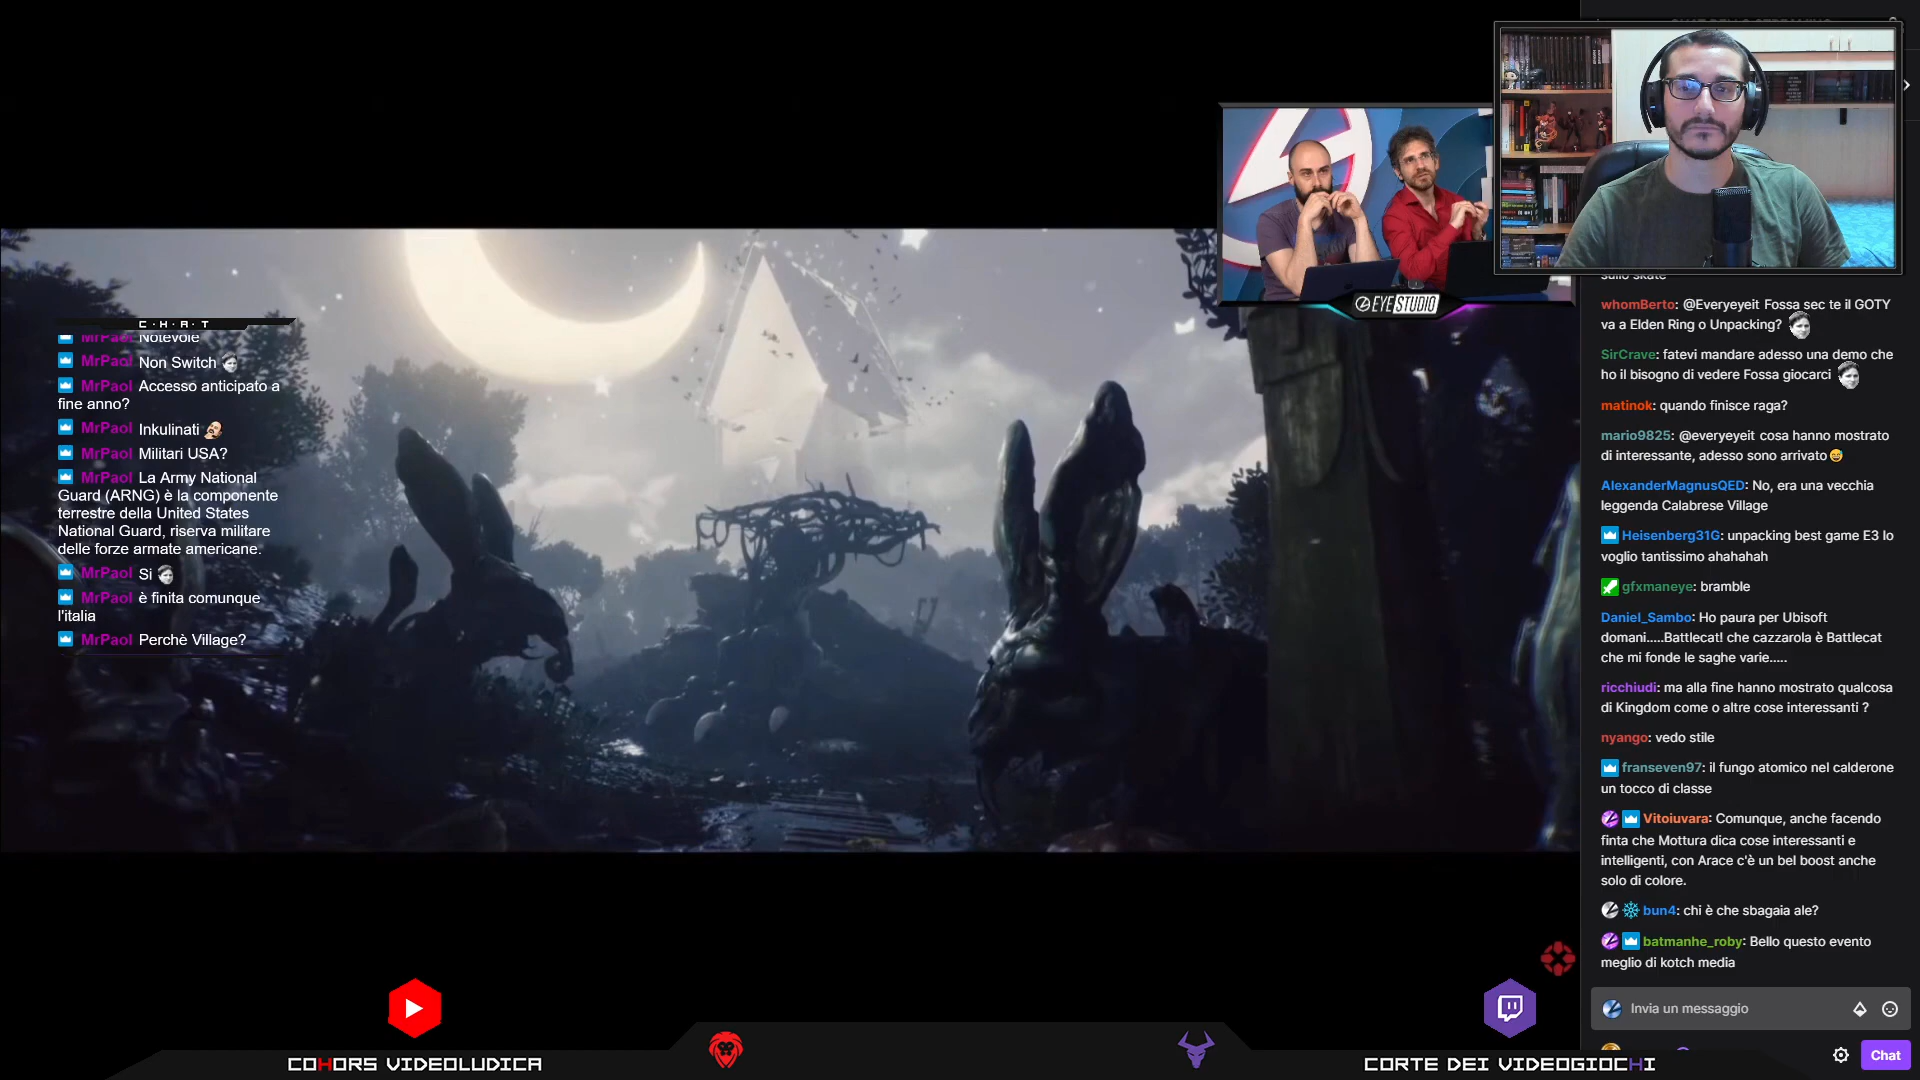 C·H·A·T
MrPaol Notevole
MrPaol Non Switch
MrPaol Accesso anticipato a
fine anno?
MrPaol Inkulinati
MrPaol Militari USA?
MrPaol La Army National
Guard (ARNG) è la componente
terrestre della United States
National Guard, riserva militare
delle forze armate americane.
MrPaol Si
MrPaol è finita comunque
l'italia
MrPaol Perchè Village?
EYE STUDIO
sullo skate
whomBerto: @Everyeyeit Fossa sec te il GOTY
va a Elden Ring o Unpacking?
SirCrave: fatevi mandare adesso una demo che
ho il bisogno di vedere Fossa giocarci
matinok: quando finisce raga?
mario9825: @everyeyeit cosa hanno mostrato
di interessante, adesso sono arrivato
AlexanderMagnusQED: No, era una vecchia
leggenda Calabrese Village
Heisenberg31G: unpacking best game E3 lo
voglio tantissimo ahahahah
gfxmaneye: bramble
Daniel_Sambo: Ho paura per Ubisoft
domani.....Battlecat! che cazzarola è Battlecat
che mi fonde le saghe varie.....
ricchiudi: ma alla fine hanno mostrato qualcosa
di Kingdom come o altre cose interessanti ?
nyango: vedo stile
franseven97: il fungo atomico nel calderone
un tocco di classe
Vitoiuvara: Comunque, anche facendo
finta che Mottura dica cose interessanti e
intelligenti, con Arace c'è un bel boost anche
solo di colore.
bun4: chi è che sbagaia ale?
batmanhe_roby: Bello questo evento
meglio di kotch media
Invia un messaggio
Chat
COHORS VIDEOLUDICA
CORTE DEI VIDEOGIOCHI